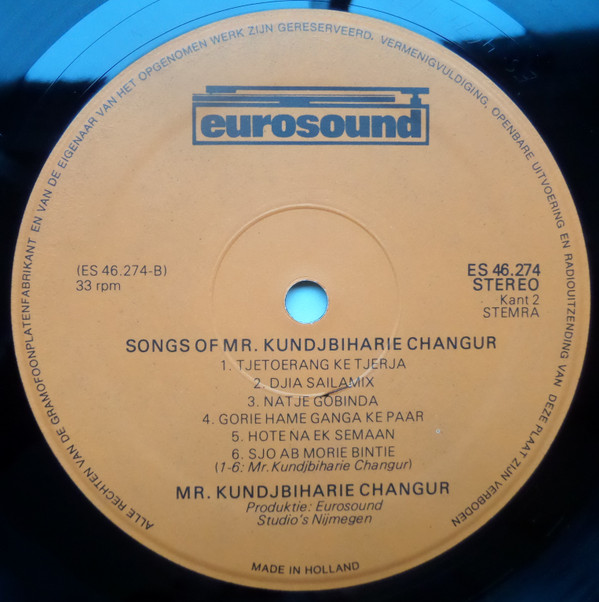 ALLE RECHTEN VAN DE GRAMOFOONPLATENFABRIKANT EN VAN DE EIGENAAR VAN HET OPGENOMEN WERK ZIJN GERESERVEERD. VERMENIGVULDIGING, OPENBARE UITVOERING EN RADIOUITZENDING VAN DEZE PLAAT ZIJN VERBODEN
eurosound
(ES 46.274-B)
33 rpm
ES 46.274
STEREO
Kant 2
STEMRA
SONGS OF MR. KUNDJBIHARIE CHANGUR
1. TJETOERANG KE TJERJA
2. DJIA SAILAMIX
3. NATJE GOBINDA
4. GORIE HAME GANGA KE PAAR
5. HOTE NA EK SEMAAN
6. SJO AB MORIE BINTIE
(1-6: Mr. Kundjbiharie Changur)
MR. KUNDJBIHARIE CHANGUR
Produktie: Eurosound
Studio's Nijmegen
MADE IN HOLLAND